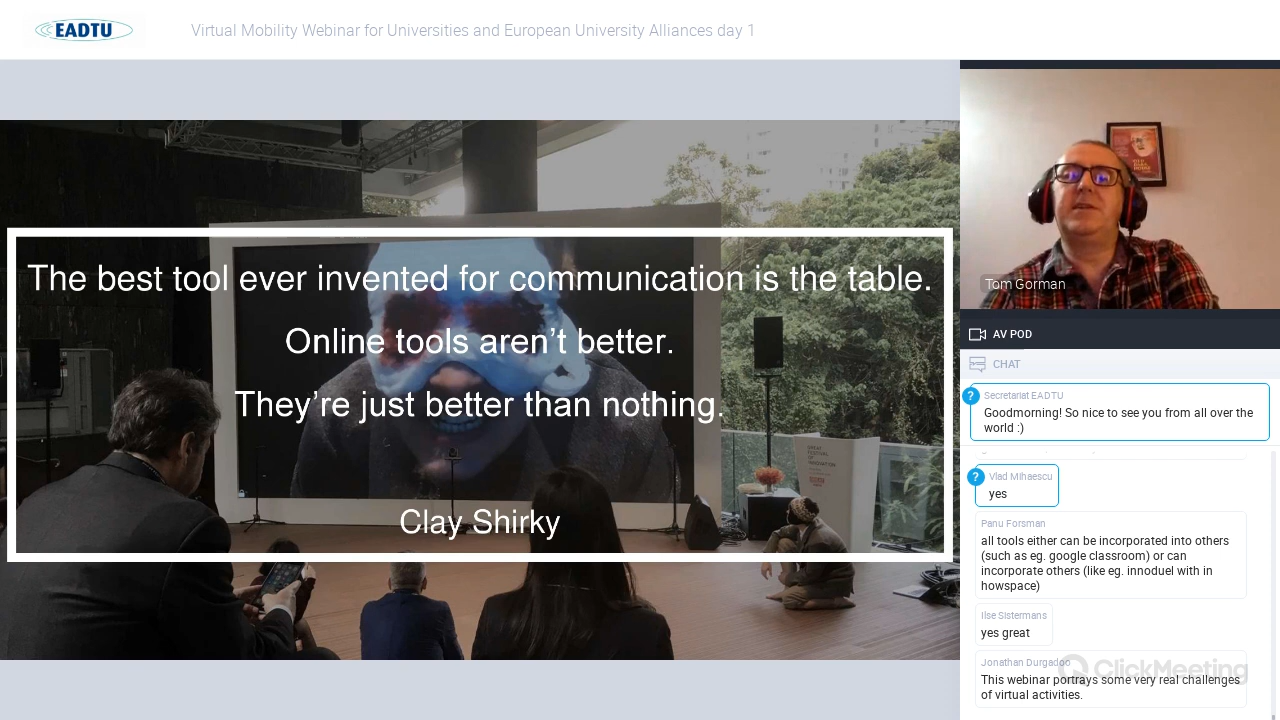 EADTU
Virtual Mobility Webinar for Universities and European University Alliances day 1
The best tool ever invented for communication is the table.
Online tools aren't better.
They're just better than nothing.
Clay Shirky
Tom Gorman
AV POD
CHAT
?
Secretariat EADTU
Goodmorning! So nice to see you from all over the
world :)
?
Vlad Mihaescu
yes
Panu Forsman
all tools either can be incorporated into others
(such as eg. google classroom) or can
incorporate others (like eg. innoduel with in
howspace)
Ilse Sistermans
yes great
Jonathan Durgadoo
This webinar portrays some very real challenges
of virtual activities.
ClickMeeting